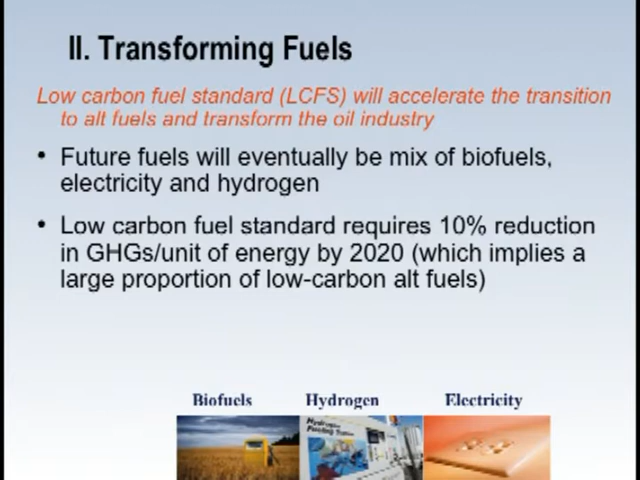 II. Transforming Fuels
Low carbon fuel standard (LCFS) will accelerate the transition
to alt fuels and transform the oil industry
• Future fuels will eventually be mix of biofuels,
electricity and hydrogen
• Low carbon fuel standard requires 10% reduction
in GHGs/unit of energy by 2020 (which implies a
large proportion of low-carbon alt fuels)
Biofuels Hydrogen Electricity
Hydrogen
Fueling Station